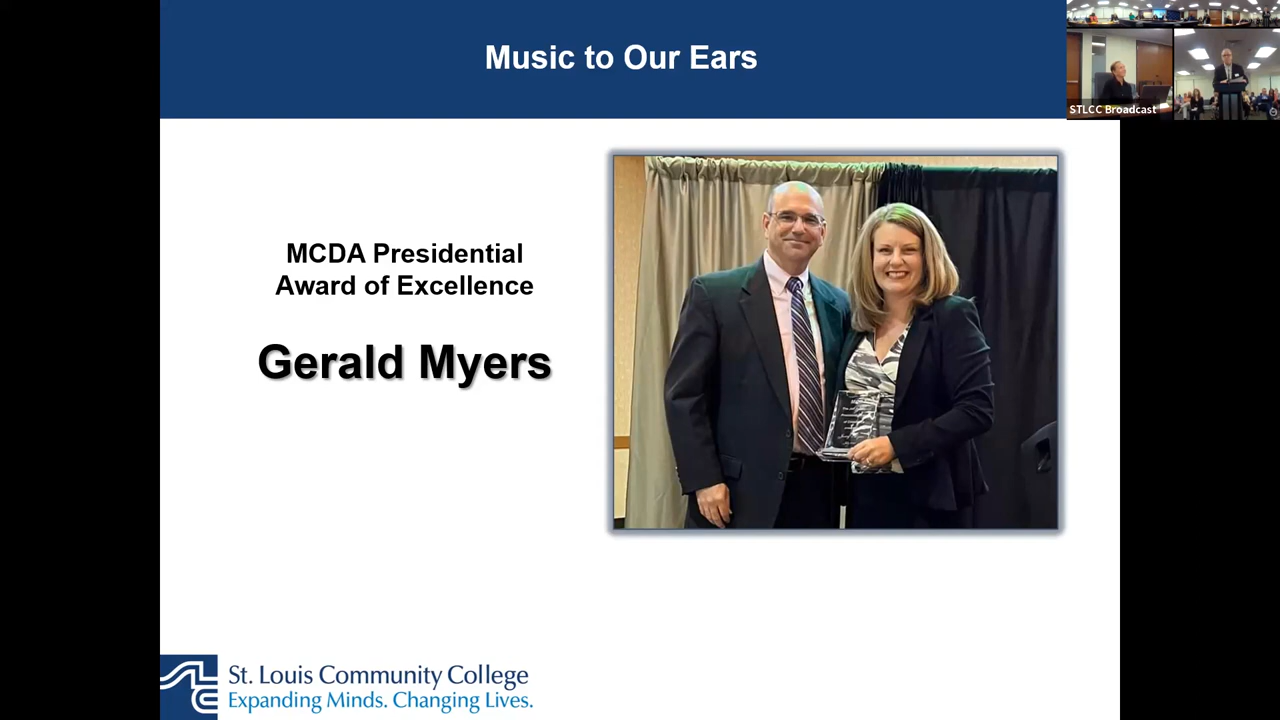 Music to Our Ears
STLCC Broadcast
MCDA Presidential
Award of Excellence
Gerald Myers
St. Louis Community College
Expanding Minds. Changing Lives.